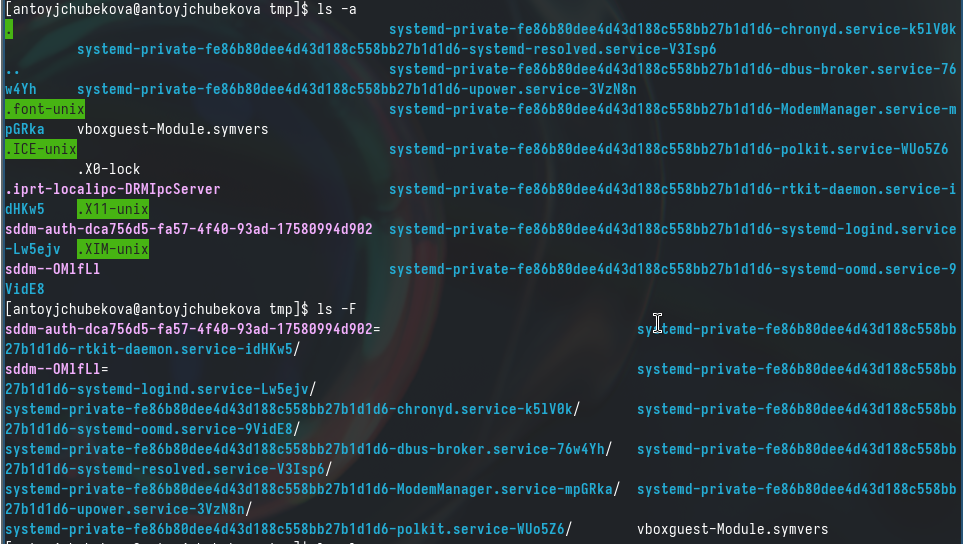 [antoyjchubekova@antoyjchubekova tmp]$ ls -a
. systemd-private-fe86b80dee4d43d188c558bb27b1d1d6-chronyd.service-k5lV0k
systemd-private-fe86b80dee4d43d188c558bb27b1d1d6-systemd-resolved.service-V3Isp6
.. systemd-private-fe86b80dee4d43d188c558bb27b1d1d6-dbus-broker.service-76
w4Yh systemd-private-fe86b80dee4d43d188c558bb27b1d1d6-upower.service-3VzN8n
.font-unix systemd-private-fe86b80dee4d43d188c558bb27b1d1d6-ModemManager.service-m
pGRka vboxguest-Module.symvers
.ICE-unix systemd-private-fe86b80dee4d43d188c558bb27b1d1d6-polkit.service-WUo5Z6
.X0-lock
.iprt-localipc-DRMIpcServer systemd-private-fe86b80dee4d43d188c558bb27b1d1d6-rtkit-daemon.service-i
dHKw5 .X11-unix
sddm-auth-dca756d5-fa57-4f40-93ad-17580994d902 systemd-private-fe86b80dee4d43d188c558bb27b1d1d6-systemd-logind.service
-Lw5ejv .XIM-unix
sddm--OMlfLl systemd-private-fe86b80dee4d43d188c558bb27b1d1d6-systemd-oomd.service-9
VidE8
[antoyjchubekova@antoyjchubekova tmp]$ ls -F
sddm-auth-dca756d5-fa57-4f40-93ad-17580994d902= systemd-private-fe86b80dee4d43d188c558bb
27b1d1d6-rtkit-daemon.service-idHKw5/
sddm--OMlfLl= systemd-private-fe86b80dee4d43d188c558bb
27b1d1d6-systemd-logind.service-Lw5ejv/
systemd-private-fe86b80dee4d43d188c558bb27b1d1d6-chronyd.service-k5lV0k/ systemd-private-fe86b80dee4d43d188c558bb
27b1d1d6-systemd-oomd.service-9VidE8/
systemd-private-fe86b80dee4d43d188c558bb27b1d1d6-dbus-broker.service-76w4Yh/ systemd-private-fe86b80dee4d43d188c558bb
27b1d1d6-systemd-resolved.service-V3Isp6/
systemd-private-fe86b80dee4d43d188c558bb27b1d1d6-ModemManager.service-mpGRka/ systemd-private-fe86b80dee4d43d188c558bb
27b1d1d6-upower.service-3VzN8n/
systemd-private-fe86b80dee4d43d188c558bb27b1d1d6-polkit.service-WUo5Z6/ vboxguest-Module.symvers